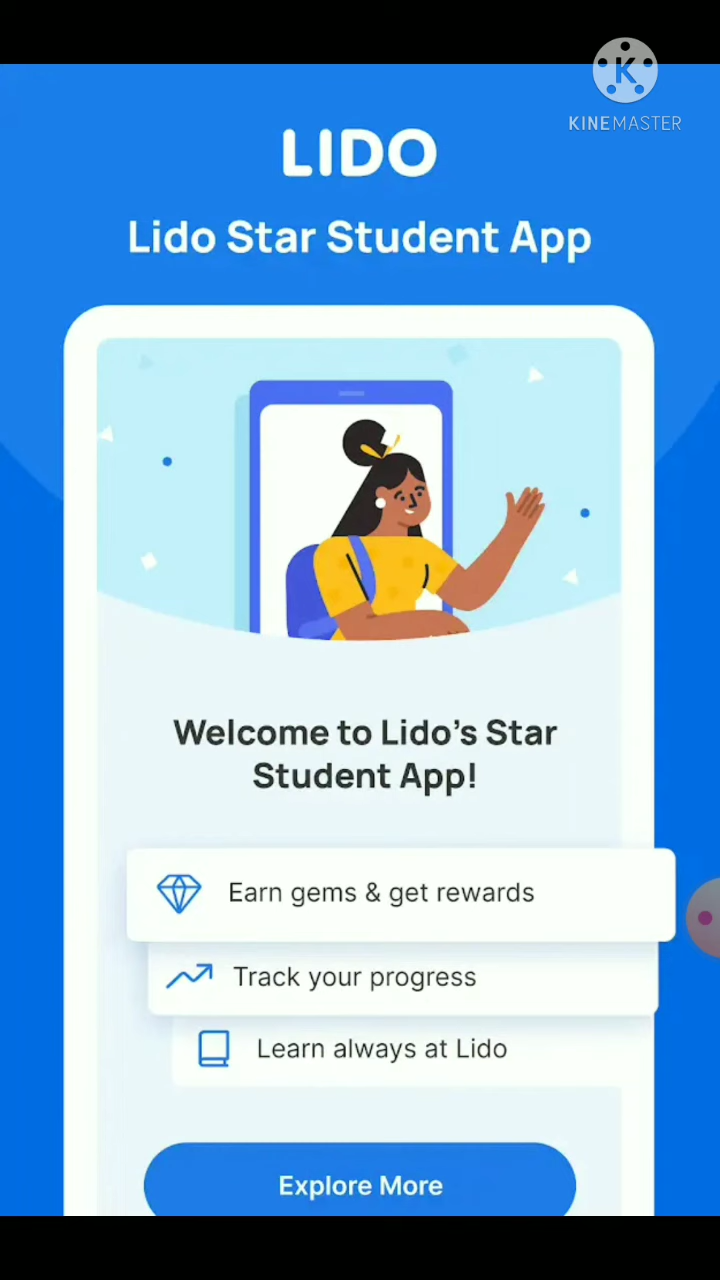 K
KINEMASTER
LIDO
Lido Star Student App
Welcome to Lido's Star
Student App!
Earn gems & get rewards
Track your progress
Learn always at Lido
Explore More